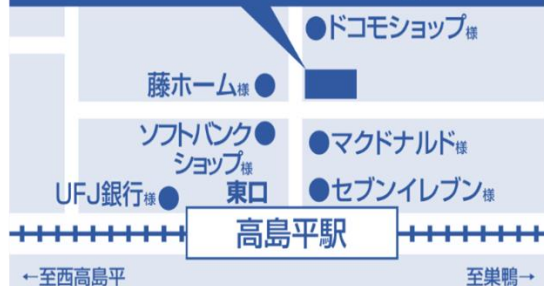 ドコモショップ様
藤ホーム様
ソフトバンク
ショップ様
マクドナルド様
UFJ銀行様
東口
セブンイレブン様
高島平駅
←至西高島平
至巣鴨→